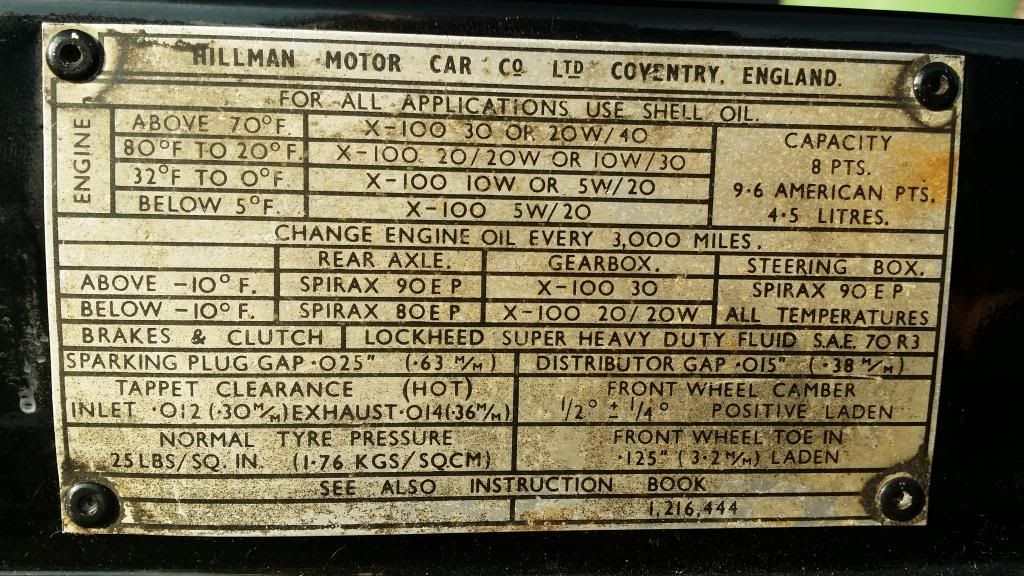 HILLMAN MOTOR CAR Cº LTD COVENTRY, ENGLAND.
FOR ALL APPLICATIONS USE SHELL OIL.
ENGINE
ABOVE 70°F. X-100 30 OR 20W/40
80°F TO 20°F. X-100 20/20W OR 10W/30
32°F TO 0°F. X-100 10W OR 5W/20
BELOW 5°F. X-100 5W/20
CAPACITY
8 PTS.
9·6 AMERICAN PTS.
4·5 LITRES.
CHANGE ENGINE OIL EVERY 3,000 MILES.
REAR AXLE. GEARBOX. STEERING BOX.
ABOVE -10° F. SPIRAX 90 E P X-100 30 SPIRAX 90 E P
BELOW -10° F. SPIRAX 80 E P X-100 20/20W ALL TEMPERATURES
BRAKES & CLUTCH LOCKHEED SUPER HEAVY DUTY FLUID S.A.E. 70 R3
SPARKING PLUG GAP ·025" (·63 M/M) DISTRIBUTOR GAP ·015" (·38 M/M)
TAPPET CLEARANCE (HOT) FRONT WHEEL CAMBER
INLET ·012 (·30 M/M) EXHAUST ·014 (·36 M/M) 1/2° ± 1/4° POSITIVE LADEN
NORMAL TYRE PRESSURE FRONT WHEEL TOE IN
25 LBS/SQ. IN. (1·76 KGS/SQCM) ·125" (3·2 M/M) LADEN
SEE ALSO INSTRUCTION BOOK
1,216,444